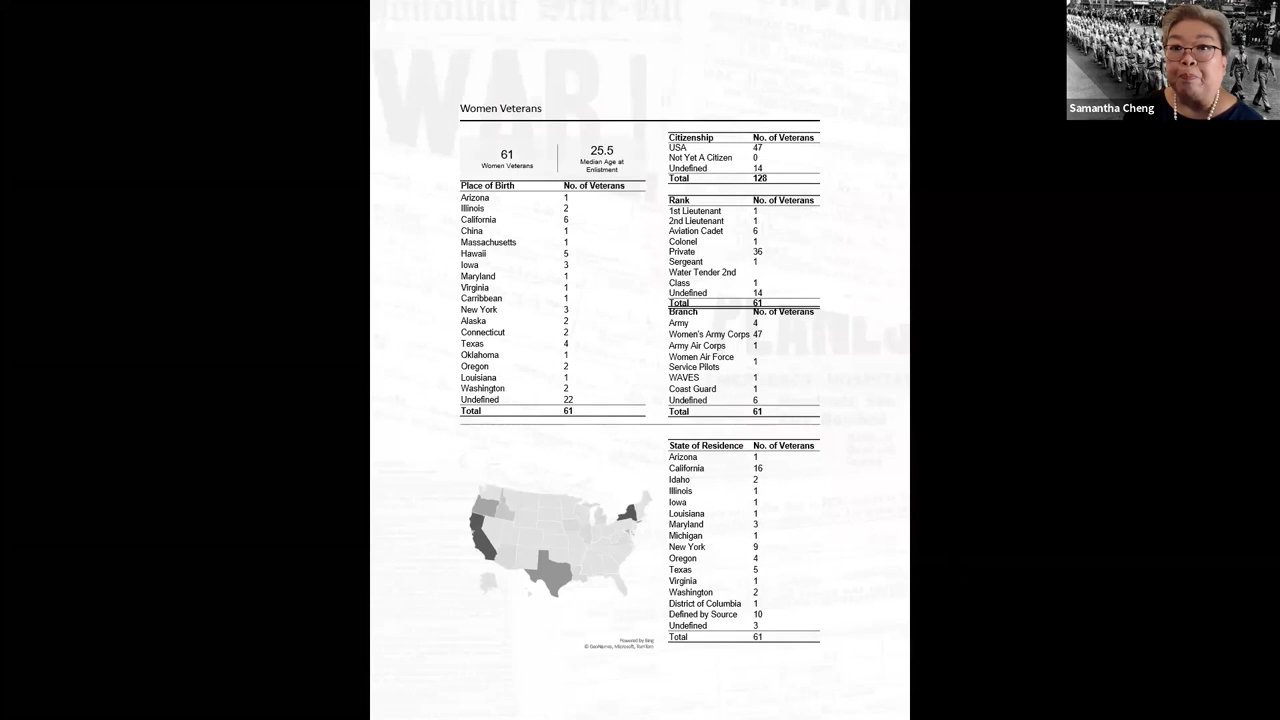 WAR
Women Veterans
61
Women Veterans
25.5
Median Age at
Enlistment
Place of Birth No. of Veterans
Arizona 1
Illinois 2
California 6
China 1
Massachusetts 1
Hawaii 5
Iowa 3
Maryland 1
Virginia 1
Carribbean 1
New York 3
Alaska 2
Connecticut 2
Texas 4
Oklahoma 1
Oregon 2
Louisiana 1
Washington 2
Undefined 22
Total 61
Citizenship No. of Veterans
USA 47
Not Yet A Citizen 0
Undefined 14
Total 128
Rank No. of Veterans
1st Lieutenant 1
2nd Lieutenant 1
Aviation Cadet 6
Colonel 1
Private 36
Sergeant 1
Water Tender 2nd
Class 1
Undefined 14
Total 61
Branch No. of Veterans
Army 4
Women's Army Corps 47
Army Air Corps 1
Women Air Force
Service Pilots 1
WAVES 1
Coast Guard 1
Undefined 6
Total 61
State of Residence No. of Veterans
Arizona 1
California 16
Idaho 2
Illinois 1
Iowa 1
Louisiana 1
Maryland 3
Michigan 1
New York 9
Oregon 4
Texas 5
Virginia 1
Washington 2
District of Columbia 1
Defined by Source 10
Undefined 3
Total 61
Powered by Bing
© GeoNames, Microsoft, TomTom
Samantha Cheng